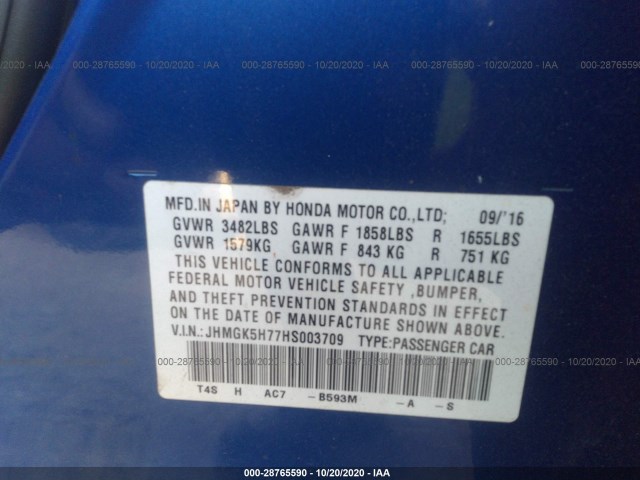 000-28765590 - 10/20/2020 - IAA
MFD.IN JAPAN BY HONDA MOTOR CO.,LTD; 09/'16
GVWR 3482LBS GAWR F 1858LBS R 1655LBS
GVWR 1579KG GAWR F 843 KG R 751 KG
THIS VEHICLE CONFORMS TO ALL APPLICABLE
FEDERAL MOTOR VEHICLE SAFETY ,BUMPER,
AND THEFT PREVENTION STANDARDS IN EFFECT
ON THE DATE OF MANUFACTURE SHOWN ABOVE.
V.I.N.:JHMGK5H77HS003709 TYPE:PASSENGER CAR
T4S H AC7 -B593M -A -S
000-28765590 - 10/20/2020 - IAA